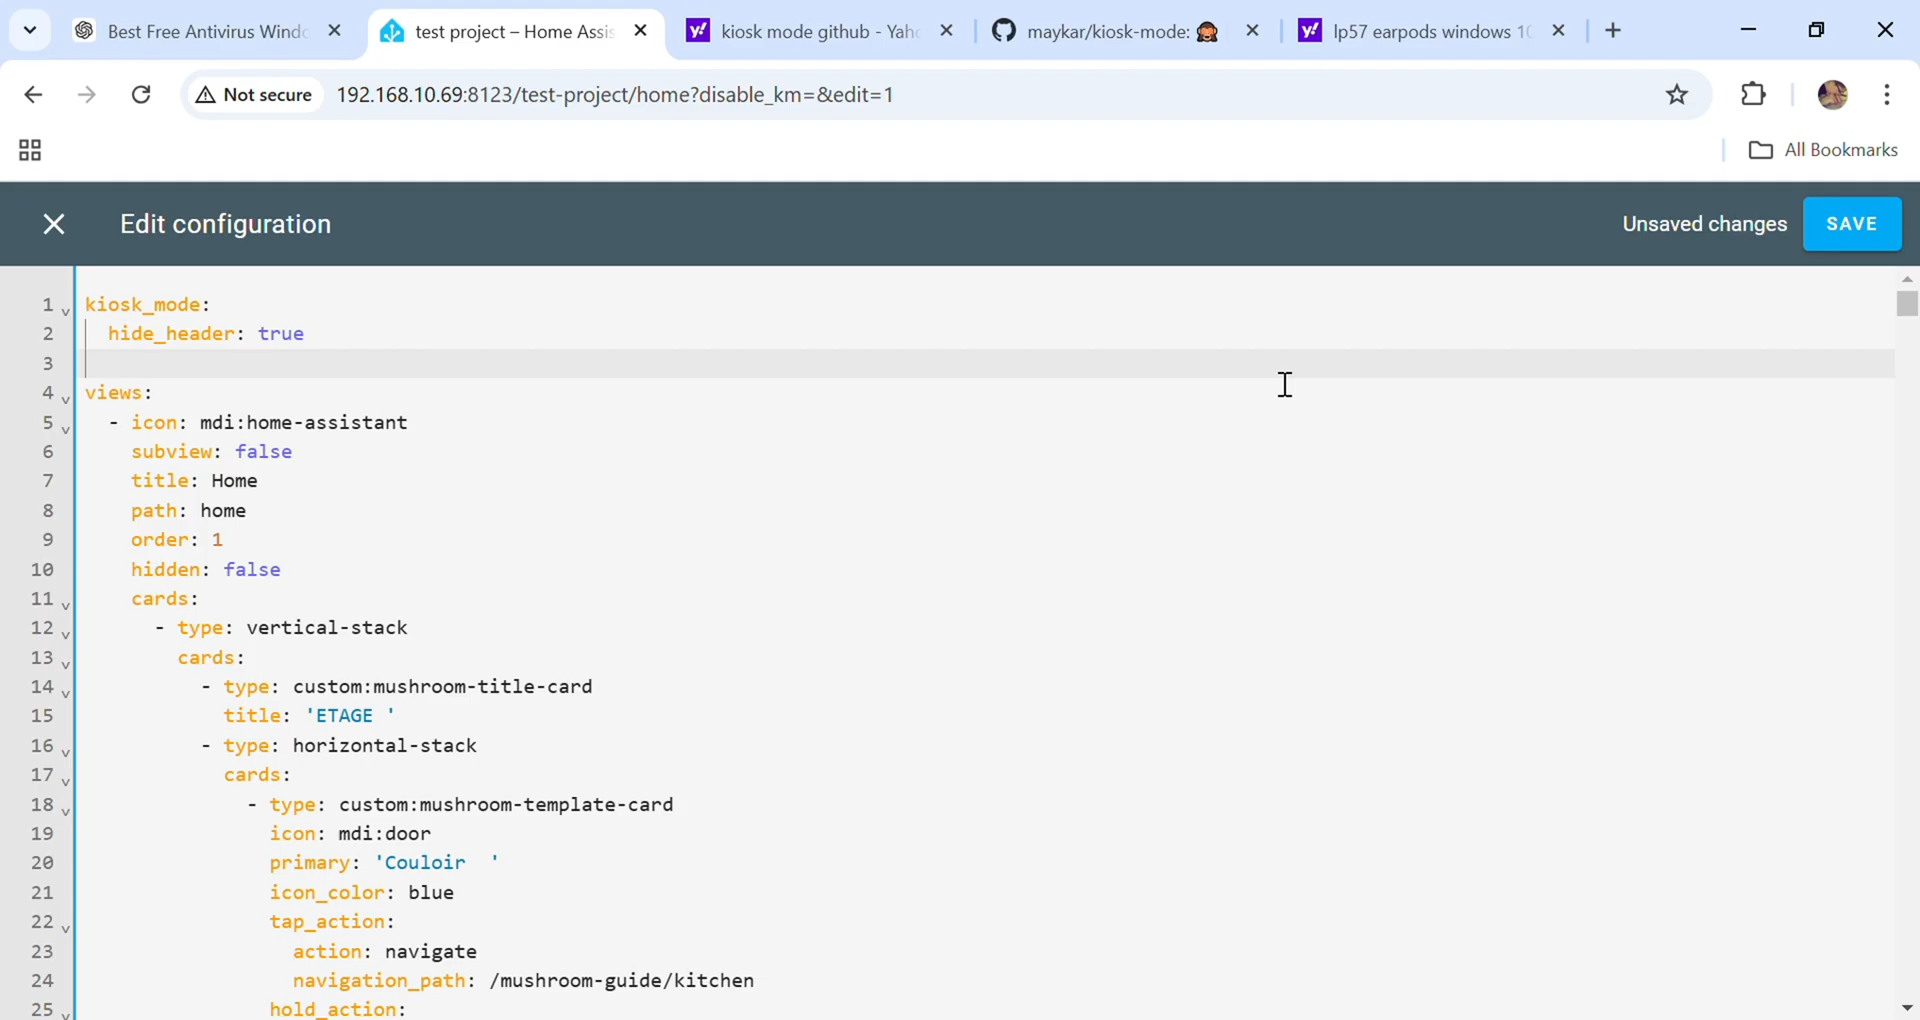 Best Free Antivirus Windo
test project – Home Assis
kiosk mode github - Yaho
maykar/kiosk-mode:
lp57 earpods windows 10
Not secure
192.168.10.69:8123/test-project/home?disable_km=&edit=1
All Bookmarks
Edit configuration
Unsaved changes
SAVE
1 kiosk_mode:
2 hide_header: true
3
4 views:
5 - icon: mdi:home-assistant
6 subview: false
7 title: Home
8 path: home
9 order: 1
10 hidden: false
11 cards:
12 - type: vertical-stack
13 cards:
14 - type: custom:mushroom-title-card
15 title: 'ETAGE '
16 - type: horizontal-stack
17 cards:
18 - type: custom:mushroom-template-card
19 icon: mdi:door
20 primary: 'Couloir  '
21 icon_color: blue
22 tap_action:
23 action: navigate
24 navigation_path: /mushroom-guide/kitchen
25 hold_action: